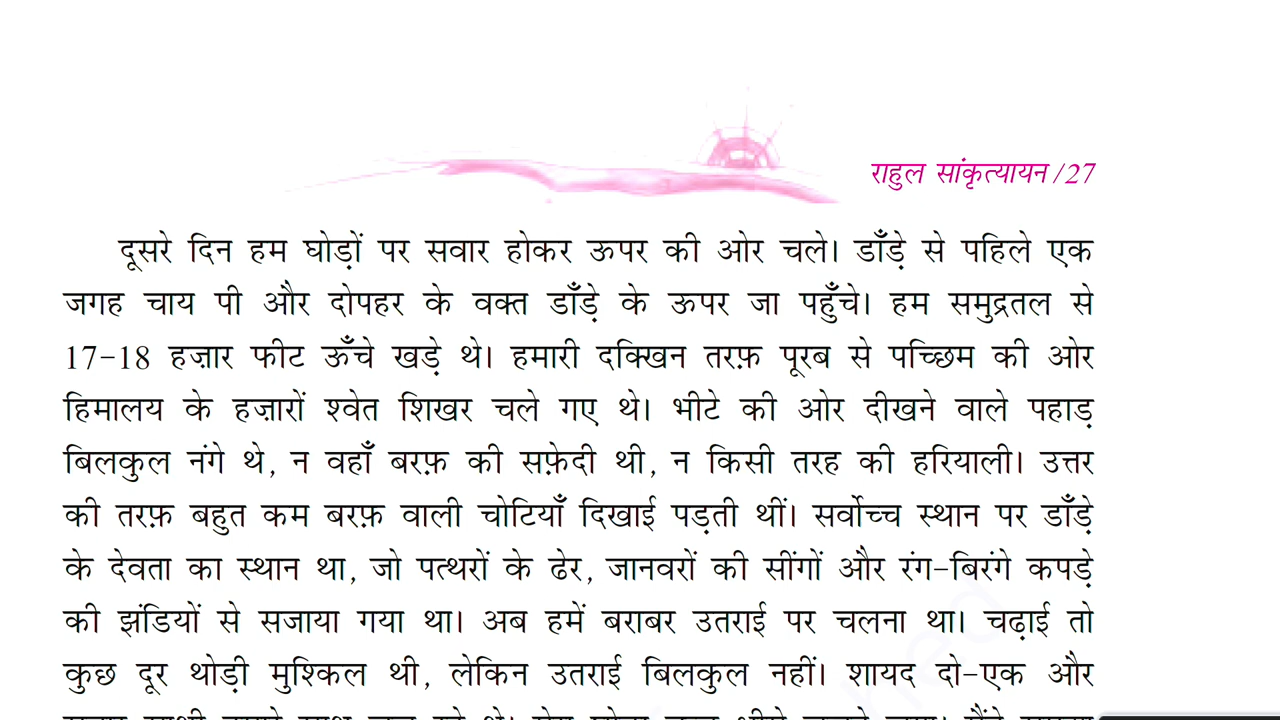 राहुल सांकृत्यायन/27
दूसरे दिन हम घोड़ों पर सवार होकर ऊपर की ओर चले। डाँड़े से पहिले एक
जगह चाय पी और दोपहर के वक्त डाँड़े के ऊपर जा पहुँचे। हम समुद्रतल से
17-18 हज़ार फीट ऊँचे खड़े थे। हमारी दक्खिन तरफ़ पूरब से पच्छिम की ओर
हिमालय के हज़ारों श्वेत शिखर चले गए थे। भीटे की ओर दीखने वाले पहाड़
बिलकुल नंगे थे, न वहाँ बरफ़ की सफ़ेदी थी, न किसी तरह की हरियाली। उत्तर
की तरफ़ बहुत कम बरफ़ वाली चोटियाँ दिखाई पड़ती थीं। सर्वोच्च स्थान पर डाँड़े
के देवता का स्थान था, जो पत्थरों के ढेर, जानवरों की सींगों और रंग-बिरंगे कपड़े
की झंडियों से सजाया गया था। अब हमें बराबर उतराई पर चलना था। चढ़ाई तो
कुछ दूर थोड़ी मुश्किल थी, लेकिन उतराई बिलकुल नहीं। शायद दो-एक और